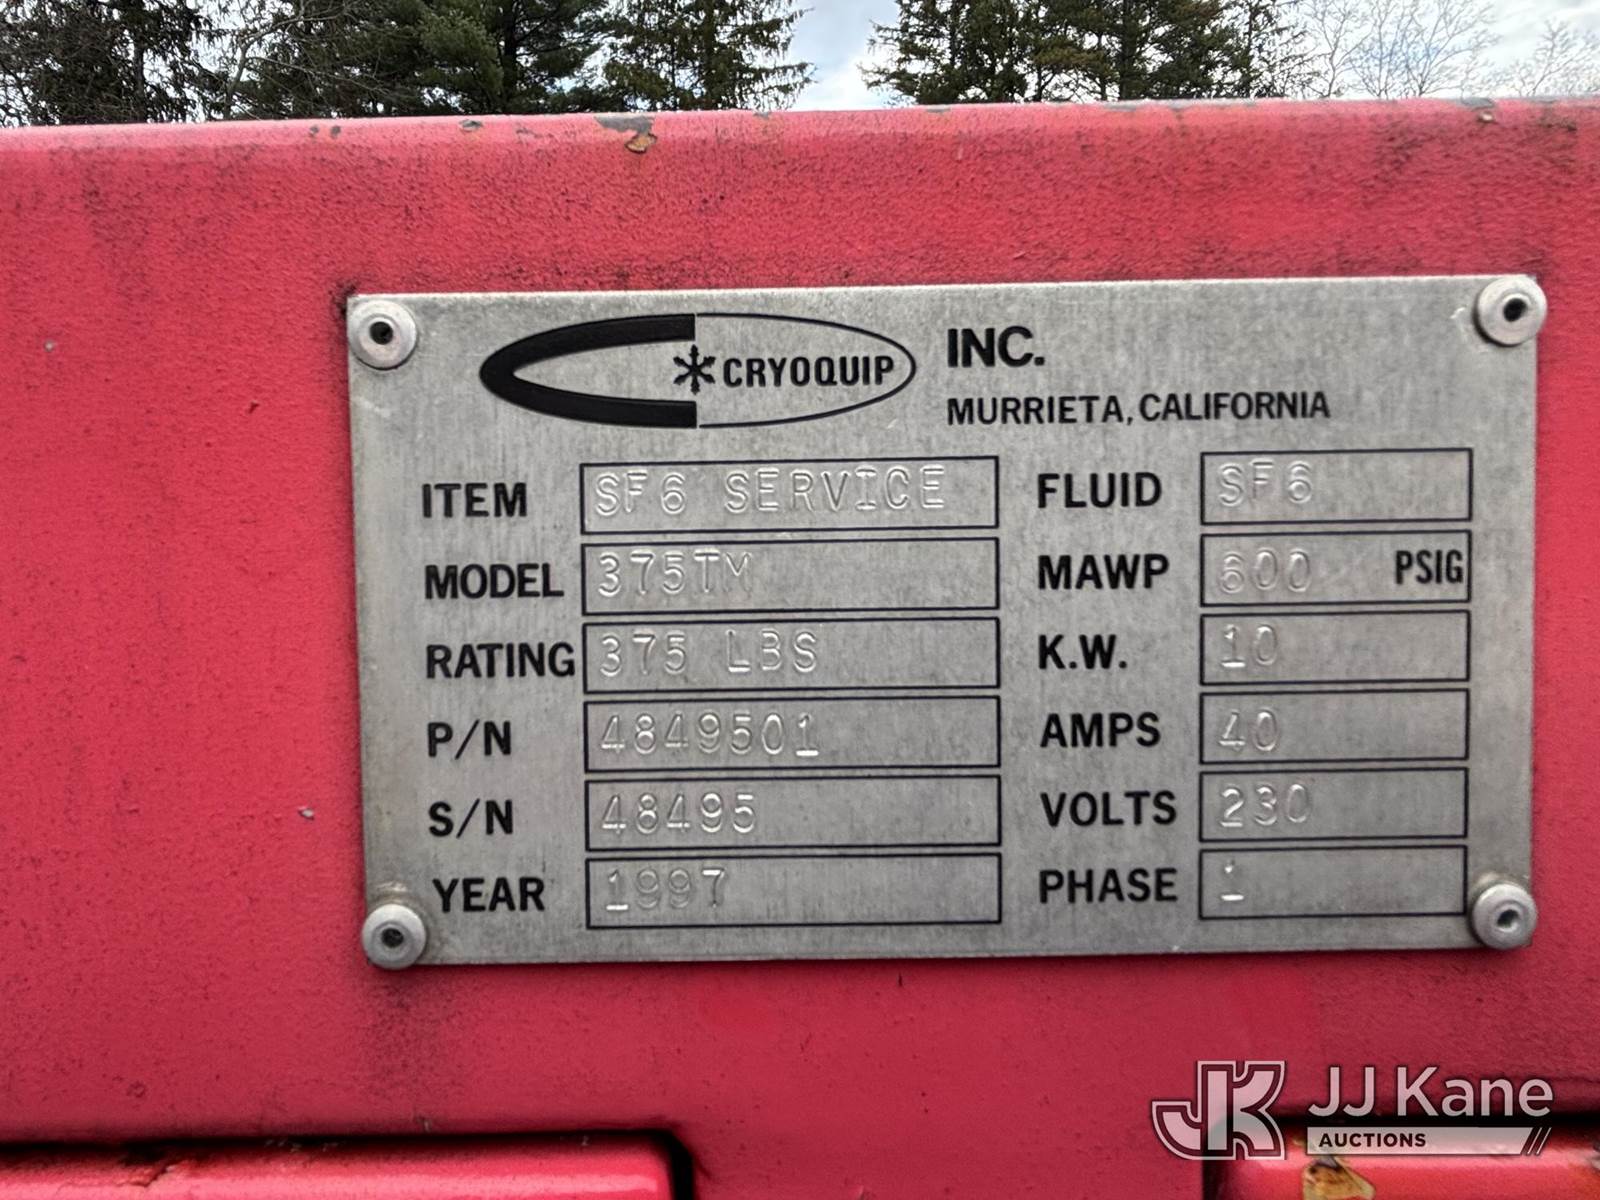 CRYOQUIP INC.
MURRIETA, CALIFORNIA
ITEM SF6 SERVICE FLUID SF6
MODEL 375TM MAWP 600 PSIG
RATING 375 LBS K.W. 10
P/N 4849501 AMPS 40
S/N 48495 VOLTS 230
YEAR 1997 PHASE 1
JK JJ Kane
AUCTIONS